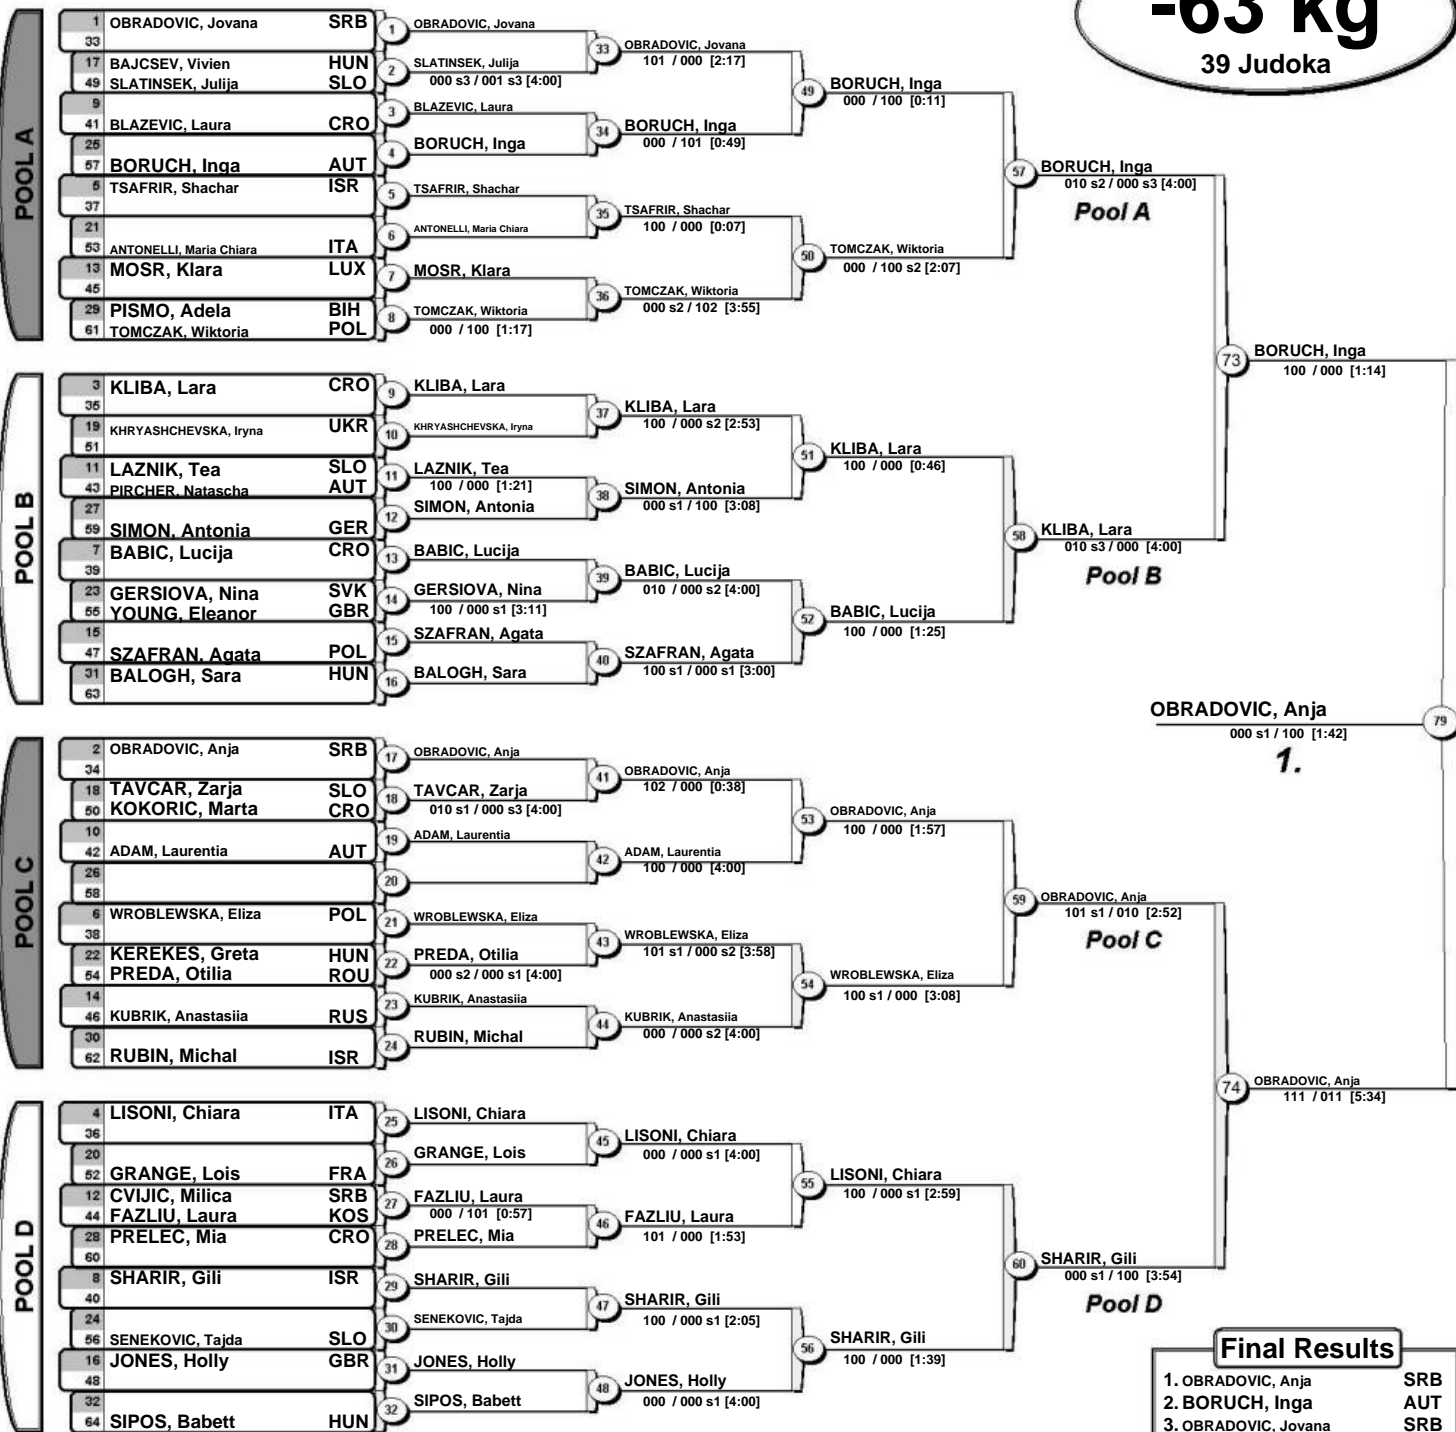 -63 kg
39 Judoka
POOL A
1 OBRADOVIC, Jovana SRB
33
17 BAJCSEV, Vivien HUN
49 SLATINSEK, Julija SLO
9
41 BLAZEVIC, Laura CRO
25
57 BORUCH, Inga AUT
5 TSAFRIR, Shachar ISR
37
21
53 ANTONELLI, Maria Chiara ITA
13 MOSR, Klara LUX
45
29 PISMO, Adela BIH
61 TOMCZAK, Wiktoria POL
1 OBRADOVIC, Jovana
2 SLATINSEK, Julija
000 s3 / 001 s3 [4:00]
3 BLAZEVIC, Laura
4 BORUCH, Inga
5 TSAFRIR, Shachar
6 ANTONELLI, Maria Chiara
7 MOSR, Klara
8 TOMCZAK, Wiktoria
000 / 100 [1:17]
33 OBRADOVIC, Jovana
101 / 000 [2:17]
34 BORUCH, Inga
000 / 101 [0:49]
35 TSAFRIR, Shachar
100 / 000 [0:07]
36 TOMCZAK, Wiktoria
000 s2 / 102 [3:55]
49 BORUCH, Inga
000 / 100 [0:11]
50 TOMCZAK, Wiktoria
000 / 100 s2 [2:07]
57 BORUCH, Inga
010 s2 / 000 s3 [4:00]
Pool A
POOL B
3 KLIBA, Lara CRO
35
19 KHRYASHCHEVSKA, Iryna UKR
51
11 LAZNIK, Tea SLO
43 PIRCHER, Natascha AUT
27
59 SIMON, Antonia GER
7 BABIC, Lucija CRO
39
23 GERSIOVA, Nina SVK
55 YOUNG, Eleanor GBR
15
47 SZAFRAN, Agata POL
31 BALOGH, Sara HUN
63
9 KLIBA, Lara
10 KHRYASHCHEVSKA, Iryna
11 LAZNIK, Tea
100 / 000 [1:21]
12 SIMON, Antonia
13 BABIC, Lucija
14 GERSIOVA, Nina
100 / 000 s1 [3:11]
15 SZAFRAN, Agata
16 BALOGH, Sara
37 KLIBA, Lara
100 / 000 s2 [2:53]
38 SIMON, Antonia
000 s1 / 100 [3:08]
39 BABIC, Lucija
010 / 000 s2 [4:00]
40 SZAFRAN, Agata
100 s1 / 000 s1 [3:00]
51 KLIBA, Lara
100 / 000 [0:46]
52 BABIC, Lucija
100 / 000 [1:25]
58 KLIBA, Lara
010 s3 / 000 [4:00]
Pool B
73 BORUCH, Inga
100 / 000 [1:14]
OBRADOVIC, Anja 79
000 s1 / 100 [1:42]
1.
POOL C
2 OBRADOVIC, Anja SRB
34
18 TAVCAR, Zarja SLO
50 KOKORIC, Marta CRO
10
42 ADAM, Laurentia AUT
26
58
6 WROBLEWSKA, Eliza POL
38
22 KEREKES, Greta HUN
54 PREDA, Otilia ROU
14
46 KUBRIK, Anastasiia RUS
30
62 RUBIN, Michal ISR
17 OBRADOVIC, Anja
18 TAVCAR, Zarja
010 s1 / 000 s3 [4:00]
19 ADAM, Laurentia
20
21 WROBLEWSKA, Eliza
22 PREDA, Otilia
000 s2 / 000 s1 [4:00]
23 KUBRIK, Anastasiia
24 RUBIN, Michal
41 OBRADOVIC, Anja
102 / 000 [0:38]
42 ADAM, Laurentia
100 / 000 [4:00]
43 WROBLEWSKA, Eliza
101 s1 / 000 s2 [3:58]
44 KUBRIK, Anastasiia
000 / 000 s2 [4:00]
53 OBRADOVIC, Anja
100 / 000 [1:57]
54 WROBLEWSKA, Eliza
100 s1 / 000 [3:08]
59 OBRADOVIC, Anja
101 s1 / 010 [2:52]
Pool C
POOL D
4 LISONI, Chiara ITA
36
20
52 GRANGE, Lois FRA
12 CVIJIC, Milica SRB
44 FAZLIU, Laura KOS
28 PRELEC, Mia CRO
60
8 SHARIR, Gili ISR
40
24
56 SENEKOVIC, Tajda SLO
16 JONES, Holly GBR
48
32
64 SIPOS, Babett HUN
25 LISONI, Chiara
26 GRANGE, Lois
27 FAZLIU, Laura
000 / 101 [0:57]
28 PRELEC, Mia
29 SHARIR, Gili
30 SENEKOVIC, Tajda
31 JONES, Holly
32 SIPOS, Babett
45 LISONI, Chiara
000 / 000 s1 [4:00]
46 FAZLIU, Laura
101 / 000 [1:53]
47 SHARIR, Gili
100 / 000 s1 [2:05]
48 JONES, Holly
000 / 000 s1 [4:00]
55 LISONI, Chiara
100 / 000 s1 [2:59]
56 SHARIR, Gili
100 / 000 [1:39]
60 SHARIR, Gili
000 s1 / 100 [3:54]
Pool D
74 OBRADOVIC, Anja
111 / 011 [5:34]
Final Results
1. OBRADOVIC, Anja SRB
2. BORUCH, Inga AUT
3. OBRADOVIC, Jovana SRB